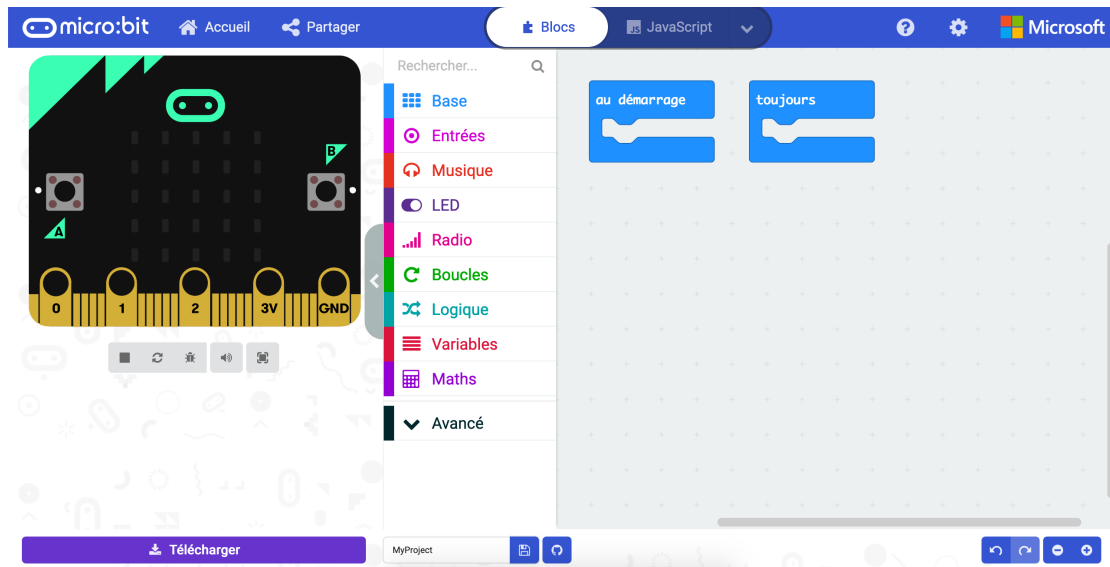 micro:bit Accueil Partager Blocs JS JavaScript ? Microsoft
Rechercher...
Base
Entrées
Musique
LED
Radio
Boucles
Logique
Variables
Maths
Avancé
B
A
0 1 2 3V GND
au démarrage
toujours
Télécharger
MyProject